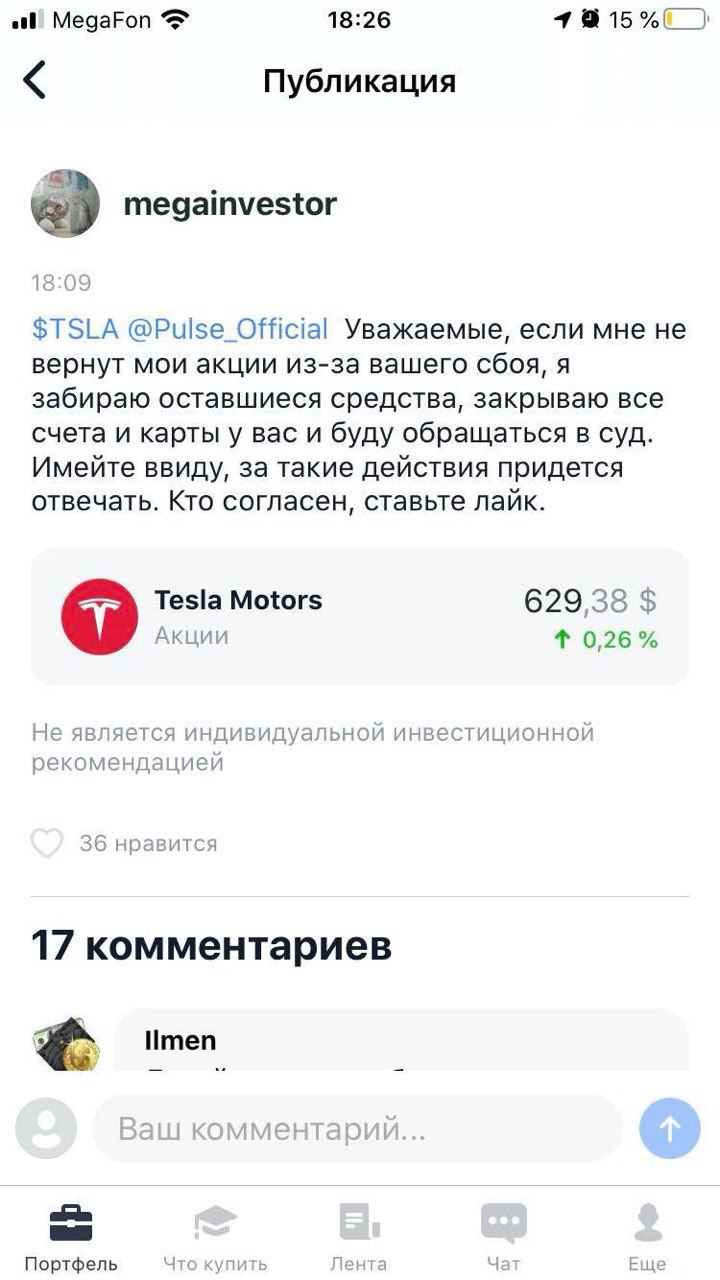 MegaFon 18:26 15 %
Публикация
megainvestor
18:09
$TSLA @Pulse_Official Уважаемые, если мне не
вернут мои акции из-за вашего сбоя, я
забираю оставшиеся средства, закрываю все
счета и карты у вас и буду обращаться в суд.
Имейте ввиду, за такие действия придется
отвечать. Кто согласен, ставьте лайк.
Tesla Motors 629,38 $
Акции 0,26 %
Не является индивидуальной инвестиционной
рекомендацией
36 нравится
17 комментариев
Ilmen
Ваш комментарий...
Портфель Что купить Лента Чат Еще